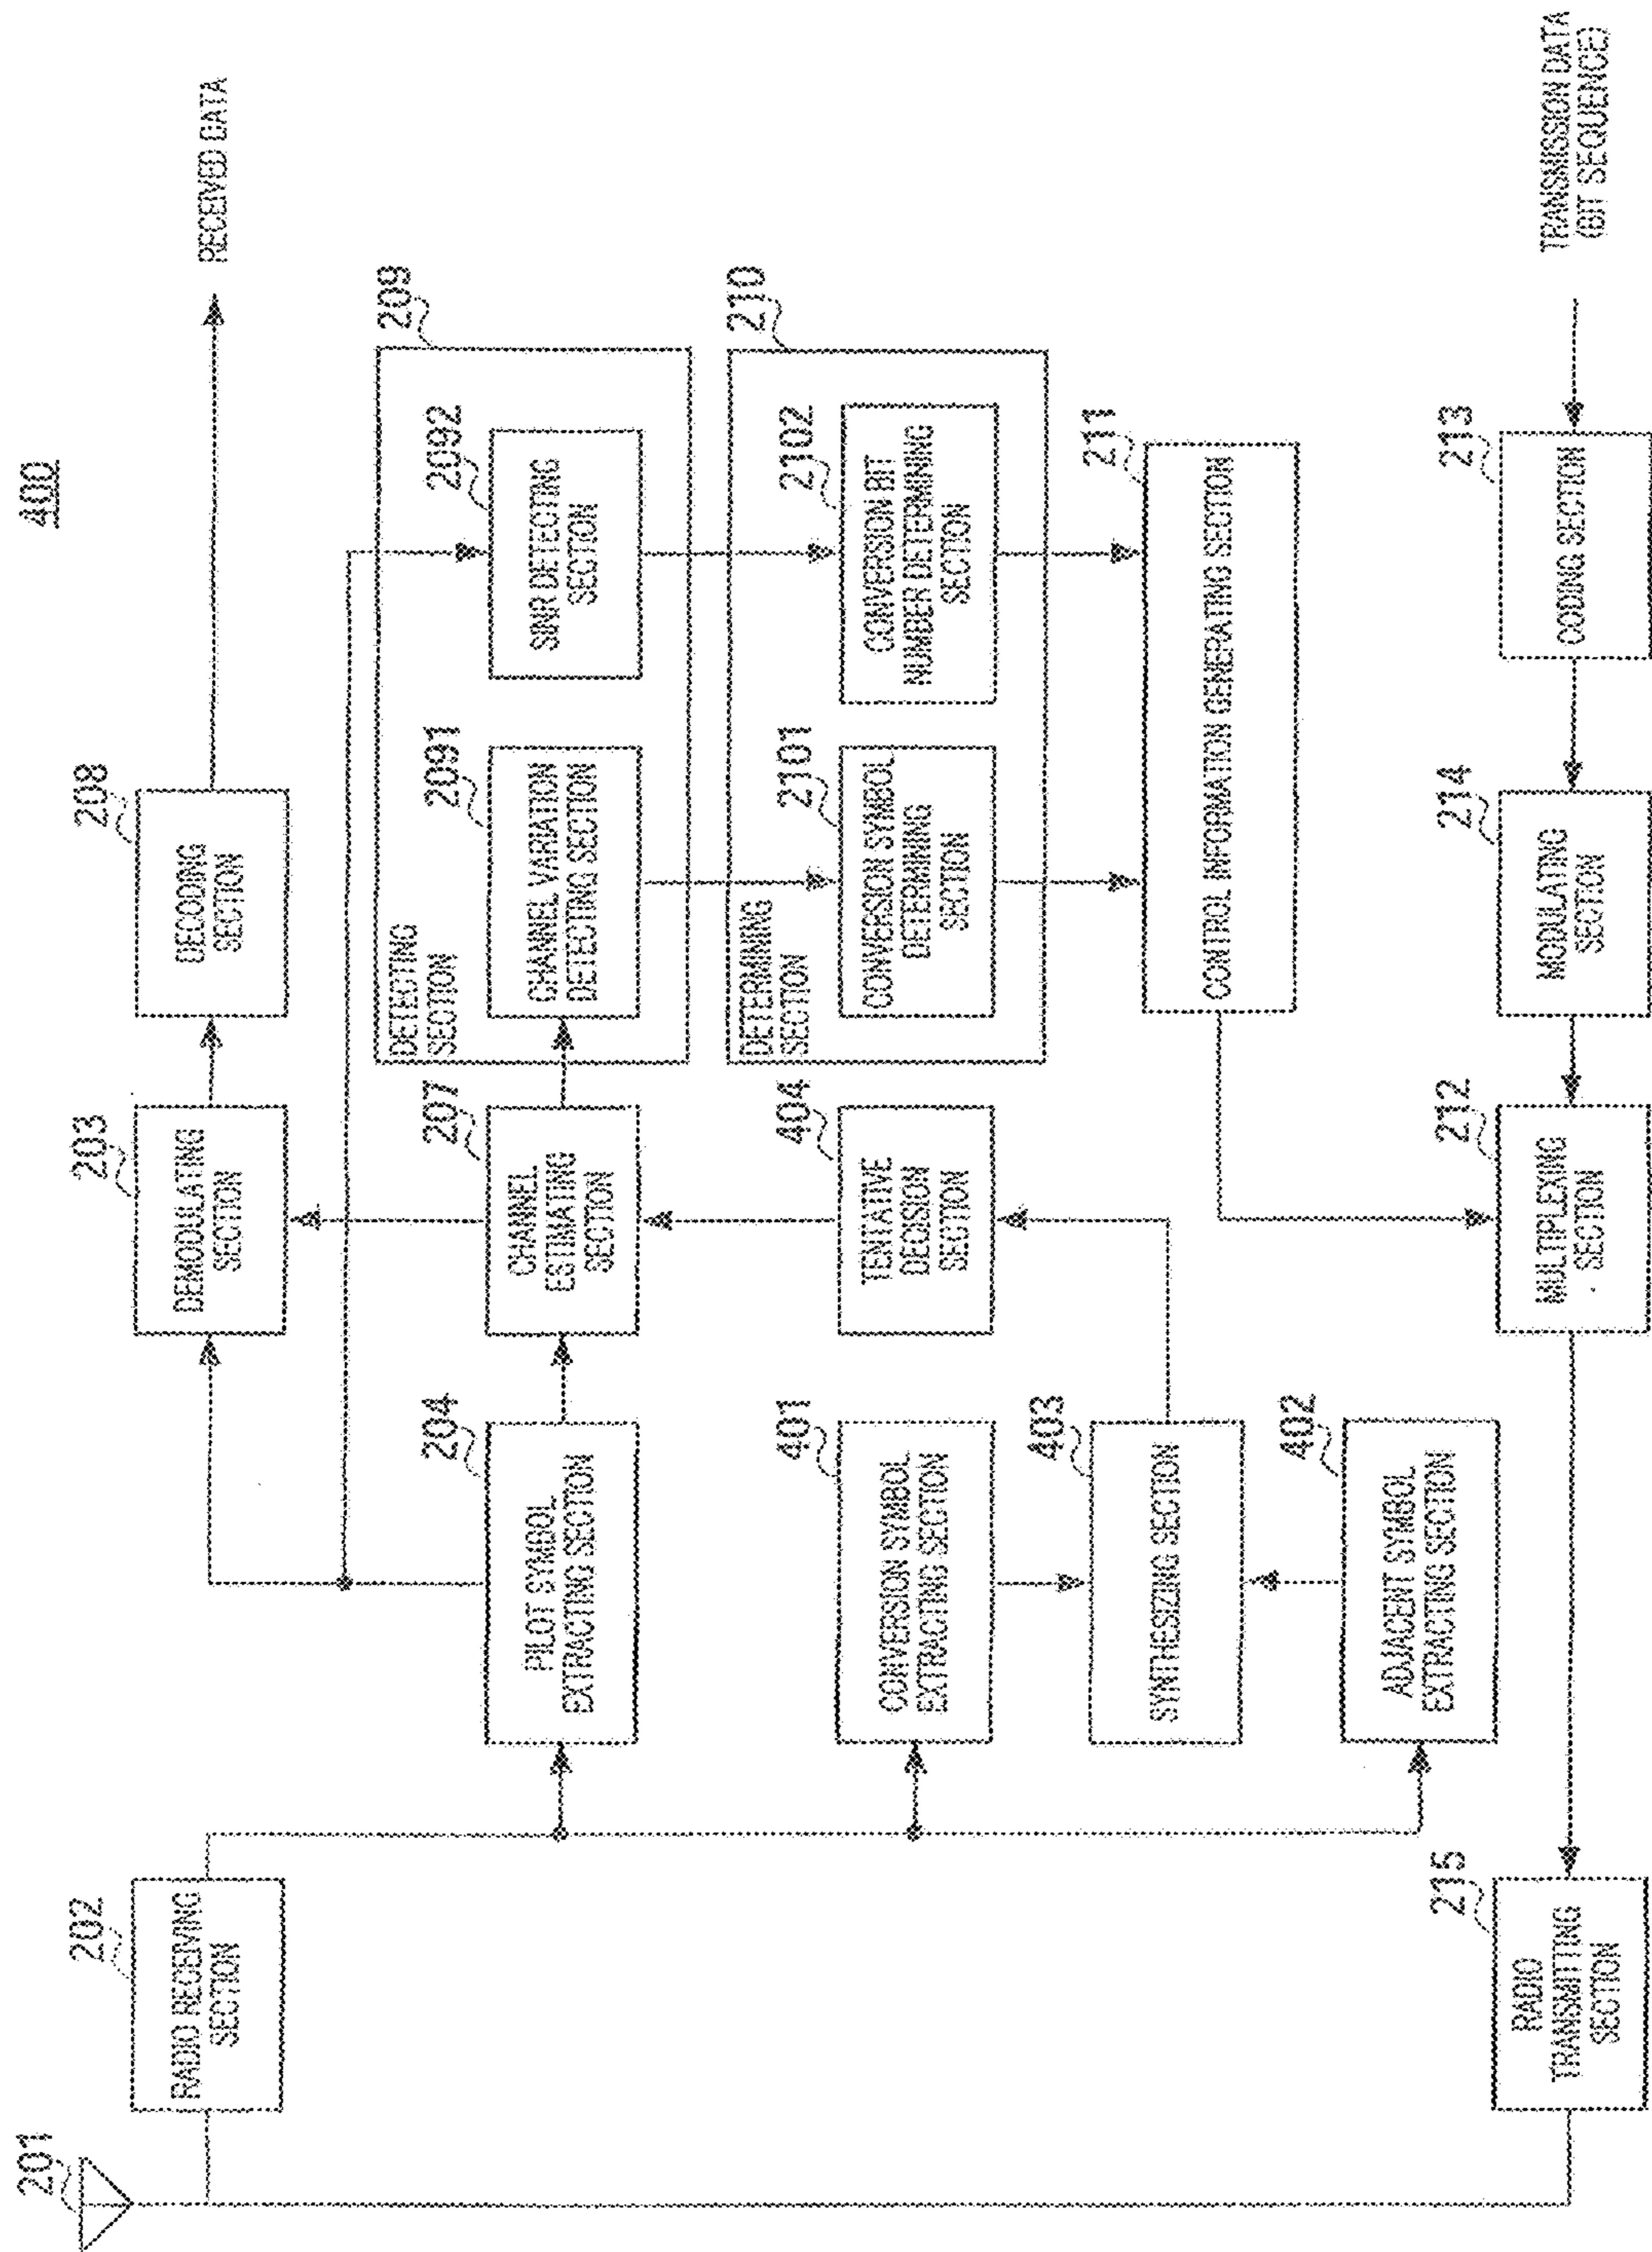 400
201
202
RADIO RECEIVING
SECTION
203
DEMODULATING
SECTION
208
DECODING
SECTION
RECEIVED DATA
204
PILOT SYMBOL
EXTRACTING SECTION
207
CHANNEL
ESTIMATING
SECTION
209
DETECTING
SECTION
2091
CHANNEL VARIATION
DETECTING SECTION
2092
SINR DETECTING
SECTION
401
CONVERSION SYMBOL
EXTRACTING SECTION
404
TENTATIVE
DECISION
SECTION
210
DETERMINING
SECTION
2101
CONVERSION SYMBOL
DETERMINING
SECTION
2102
CONVERSION BIT
NUMBER DETERMINING
SECTION
403
SYNTHESIZING SECTION
211
CONTROL INFORMATION GENERATING SECTION
402
ADJACENT SYMBOL
EXTRACTING SECTION
215
RADIO
TRANSMITTING
SECTION
212
MULTIPLEXING
SECTION
214
MODULATING
SECTION
213
CODING SECTION
TRANSMISSION DATA
(BIT SEQUENCE)